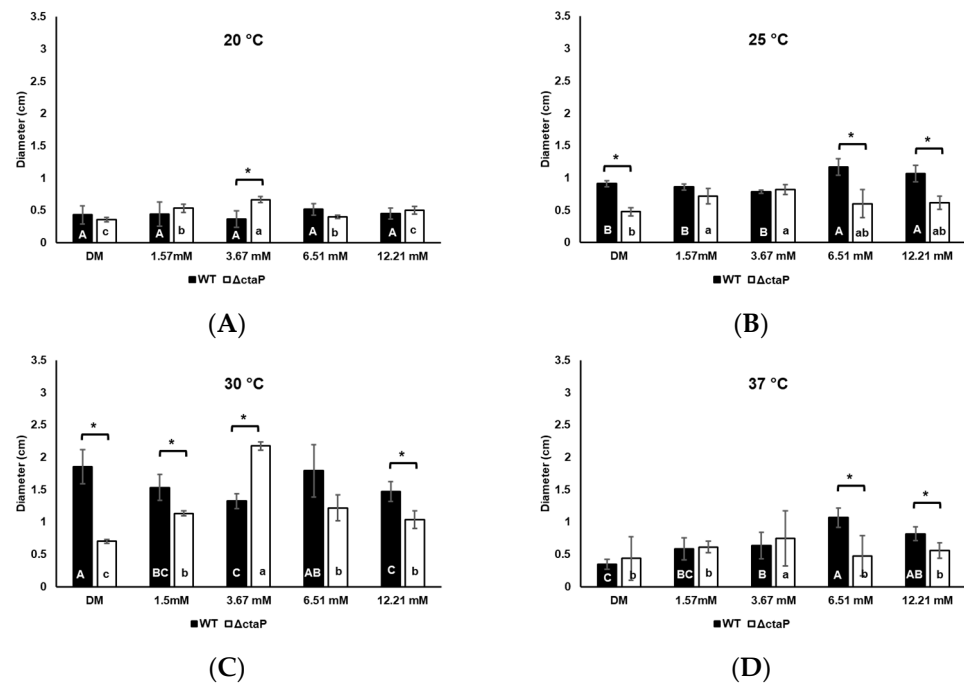 3.5
20 °C
3
2.5
2
Diameter (cm)
1.5
*
1
0.5
A c A b A a A b A c
0
DM 1.57mM 3.67 mM 6.51 mM 12.21 mM
■WT □ΔctaP
(A)
3.5
25 °C
3
2.5
2
Diameter (cm)
1.5
* * *
1
0.5
B b B a B a A ab A ab
0
DM 1.57mM 3.67 mM 6.51 mM 12.21 mM
■WT □ΔctaP
(B)
3.5
30 °C
3
2.5
* * * *
2
Diameter (cm)
1.5
1
0.5
A c BC b C a AB b C b
0
DM 1.5mM 3.67 mM 6.51 mM 12.21 mM
■WT □ΔctaP
(C)
3.5
37 °C
3
2.5
2
Diameter (cm)
1.5
* *
1
0.5
C b BC b B a A b AB b
0
DM 1.57mM 3.67 mM 6.51 mM 12.21 mM
■WT □ΔctaP
(D)